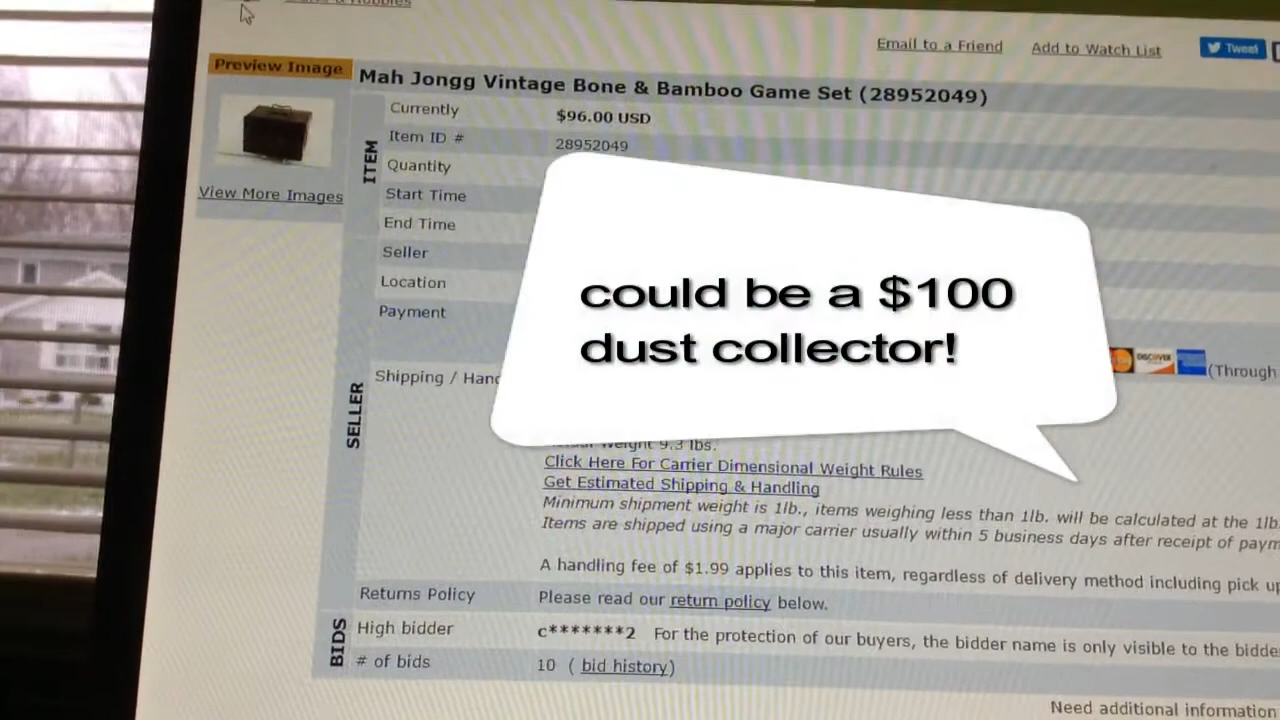 Email to a Friend
Add to Watch List
Tweet
Preview Image
Mah Jongg Vintage Bone & Bamboo Game Set (28952049)
Currently
$96.00 USD
Item ID #
28952049
Quantity
Start Time
End Time
Seller
Location
Payment
View More Images
ITEM
could be a $100
dust collector!
DISCOVER
(Through
Shipping / Hand
SELLER
Weight 9.3 lbs.
Click Here For Carrier Dimensional Weight Rules
Get Estimated Shipping & Handling
Minimum shipment weight is 1lb., items weighing less than 1lb. will be calculated at the 1lb.
Items are shipped using a major carrier usually within 5 business days after receipt of paym
A handling fee of $1.99 applies to this item, regardless of delivery method including pick up
Returns Policy
Please read our return policy below.
BIDS
High bidder
c*******2 For the protection of our buyers, the bidder name is only visible to the bidde
# of bids
10 ( bid history)
Need additional information